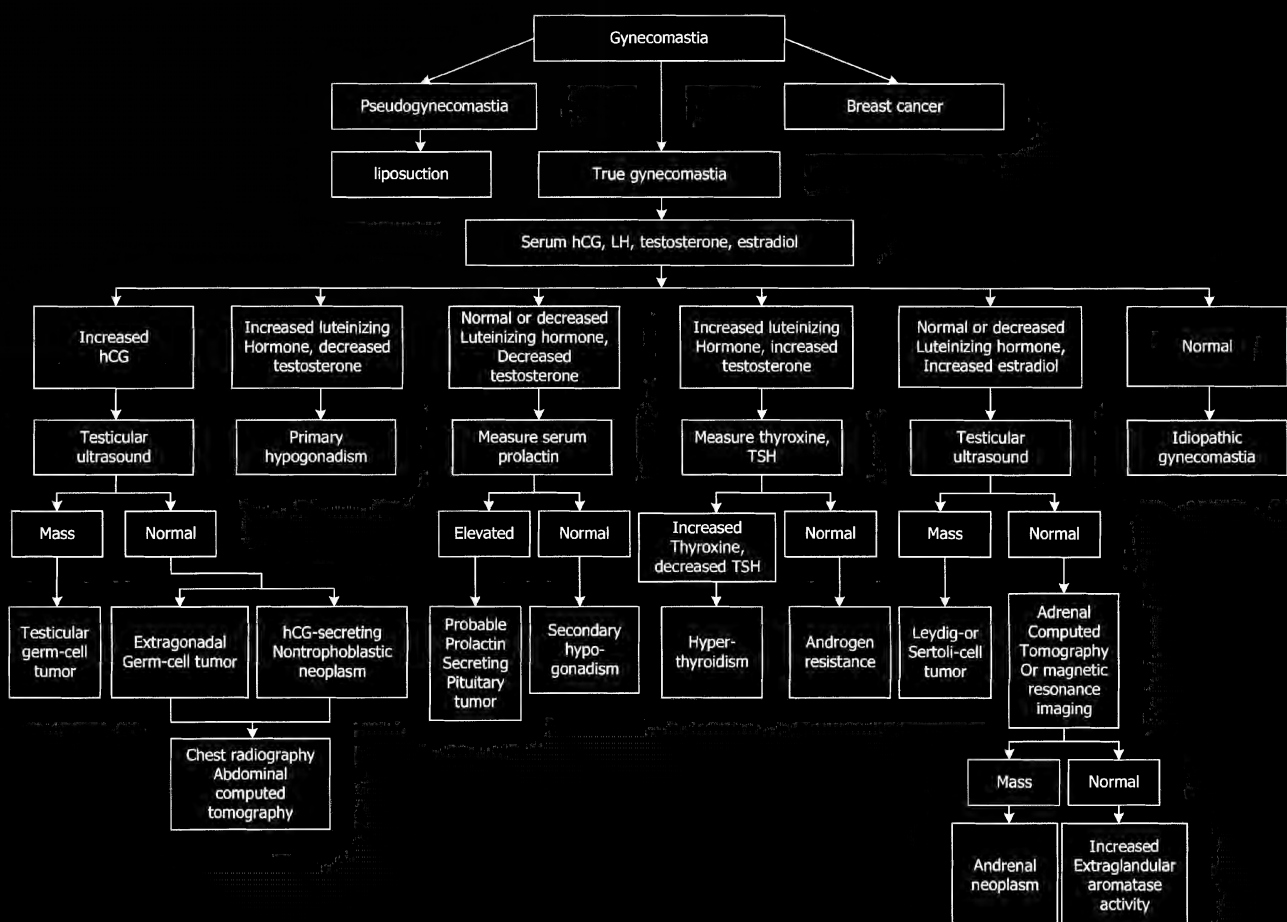 Gynecomastia
Pseudogynecomastia
Breast cancer
liposuction
True gynecomastia
Serum hCG, LH, testosterone, estradiol
Increased
hCG
Increased luteinizing
Hormone, decreased
testosterone
Normal or decreased
Luteinizing hormone,
Decreased
testosterone
Increased luteinizing
Hormone, increased
testosterone
Normal or decreased
Luteinizing hormone,
Increased estradiol
Normal
Testicular
ultrasound
Primary
hypogonadism
Measure serum
prolactin
Measure thyroxine,
TSH
Testicular
ultrasound
Idiopathic
gynecomastia
Mass
Normal
Elevated
Normal
Increased
Thyroxine,
decreased TSH
Normal
Mass
Normal
Testicular
germ-cell
tumor
Extragonadal
Germ-cell tumor
hCG-secreting
Nontrophoblastic
neoplasm
Probable
Prolactin
Secreting
Pituitary
tumor
Secondary
hypo-
gonadism
Hyper-
thyroidism
Androgen
resistance
Leydig-or
Sertoli-cell
tumor
Adrenal
Computed
Tomography
Or magnetic
resonance
imaging
Chest radiography
Abdominal
computed
tomography
Mass
Normal
Andrenal
neoplasm
Increased
Extraglandular
aromatase
activity